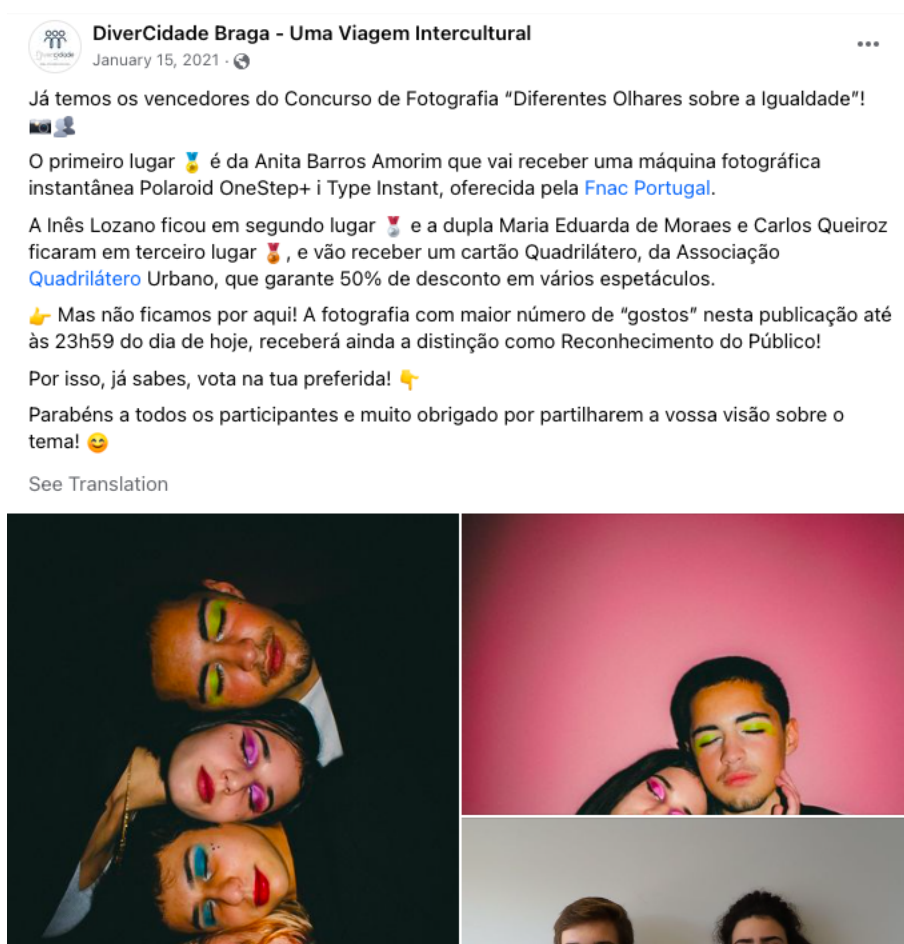 DiverCidade Braga - Uma Viagem Intercultural
January 15, 2021 ·
Já temos os vencedores do Concurso de Fotografia “Diferentes Olhares sobre a Igualdade”!
📷👥
O primeiro lugar 🥇 é da Anita Barros Amorim que vai receber uma máquina fotográfica
instantânea Polaroid OneStep+ i Type Instant, oferecida pela Fnac Portugal.
A Inês Lozano ficou em segundo lugar 🥈 e a dupla Maria Eduarda de Moraes e Carlos Queiroz
ficaram em terceiro lugar 🥉, e vão receber um cartão Quadrilátero, da Associação
Quadrilátero Urbano, que garante 50% de desconto em vários espetáculos.
👉 Mas não ficamos por aqui! A fotografia com maior número de “gostos” nesta publicação até
às 23h59 do dia de hoje, receberá ainda a distinção como Reconhecimento do Público!
Por isso, já sabes, vota na tua preferida! 👇
Parabéns a todos os participantes e muito obrigado por partilharem a vossa visão sobre o
tema! 😊
See Translation